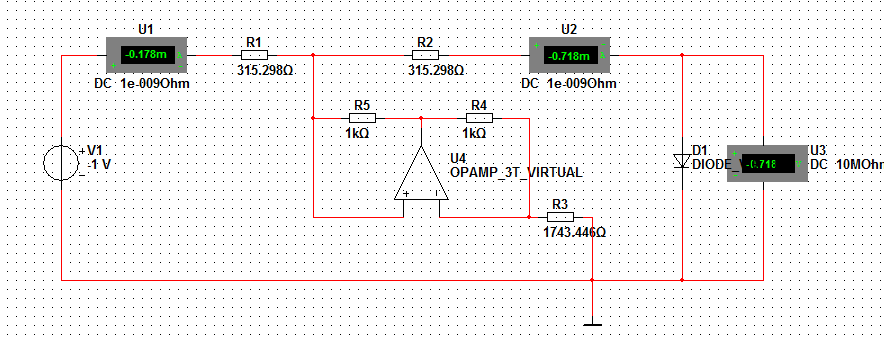 U1
U2
-0.178m A
R1
R2
-0.718m A
315.298Ω
315.298Ω
DC 1e-009Ohm
DC 1e-009Ohm
R5
R4
1kΩ
1kΩ
V1
-1 V
U4
OPAMP_3T_VIRTUAL
D1
DIODE_V
-0.718 V
U3
DC 10MOhr
R3
1743.446Ω